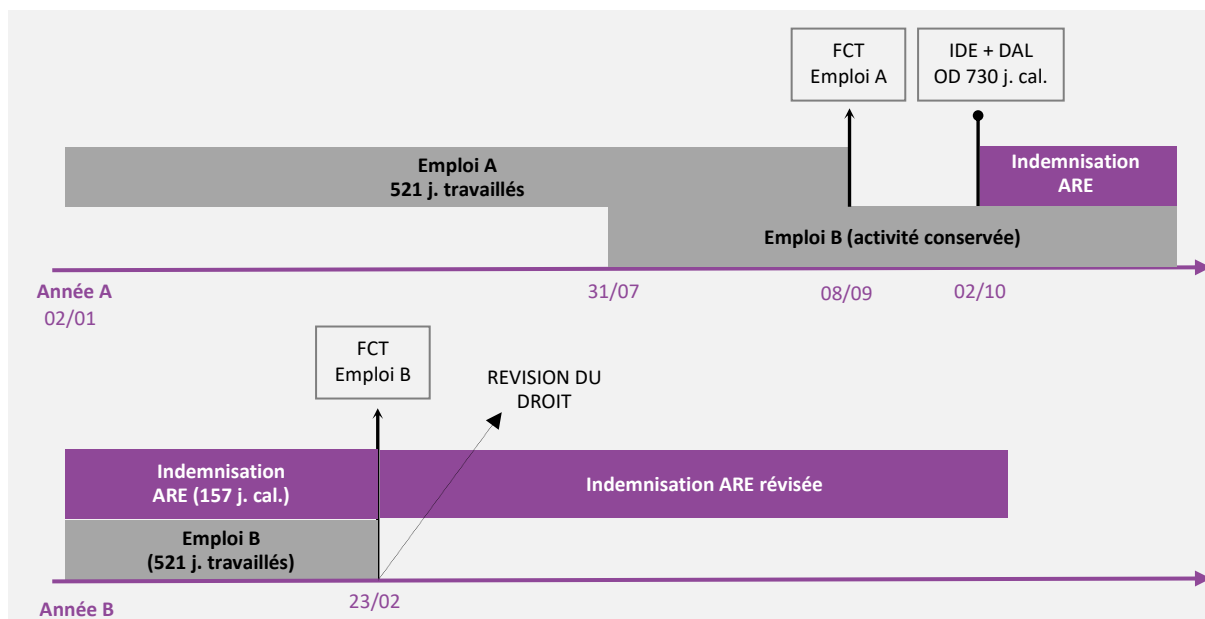 FCT
Emploi A
IDE + DAL
OD 730 j. cal.
Emploi A
521 j. travaillés
Indemnisation
ARE
Emploi B (activité conservée)
Année A
02/01
31/07
08/09
02/10
FCT
Emploi B
REVISION DU
DROIT
Indemnisation
ARE (157 j. cal.)
Indemnisation ARE révisée
Emploi B
(521 j. travaillés)
Année B
23/02